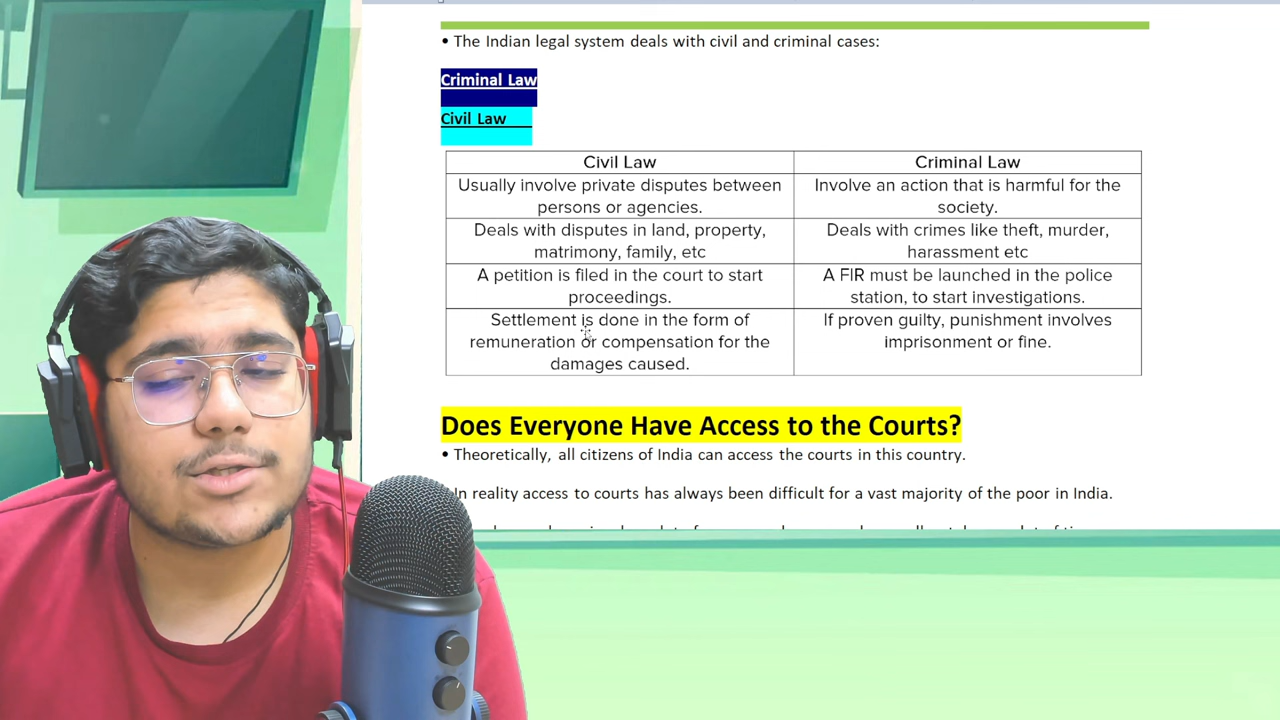 • The Indian legal system deals with civil and criminal cases:
Criminal Law
Civil Law
Civil Law
Criminal Law
Usually involve private disputes between
persons or agencies.
Involve an action that is harmful for the
society.
Deals with disputes in land, property,
matrimony, family, etc
Deals with crimes like theft, murder,
harassment etc
A petition is filed in the court to start
proceedings.
A FIR must be launched in the police
station, to start investigations.
Settlement is done in the form of
remuneration or compensation for the
damages caused.
If proven guilty, punishment involves
imprisonment or fine.
Does Everyone Have Access to the Courts?
• Theoretically, all citizens of India can access the courts in this country.
In reality access to courts has always been difficult for a vast majority of the poor in India.